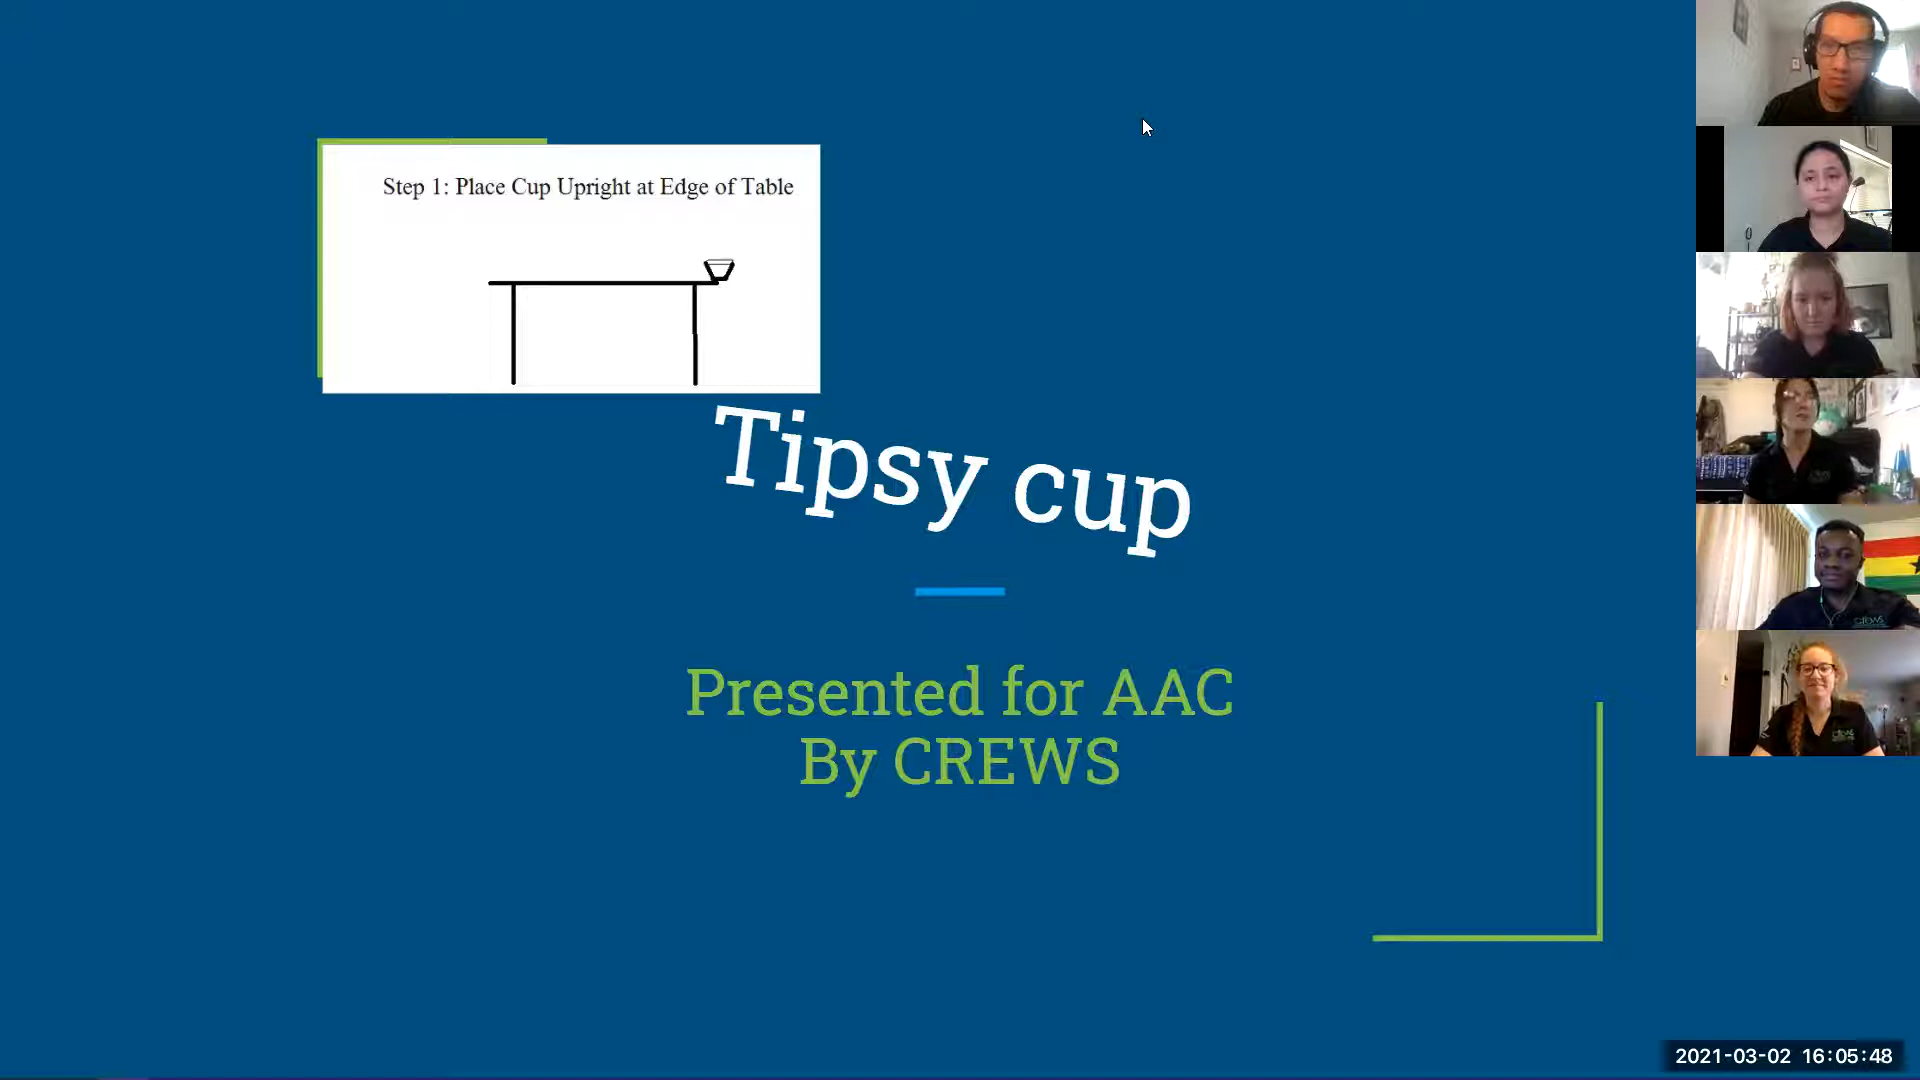 Step 1: Place Cup Upright at Edge of Table
Tipsy cup
Presented for AAC
By CREWS
CREWS
2021-03-02 16:05:48